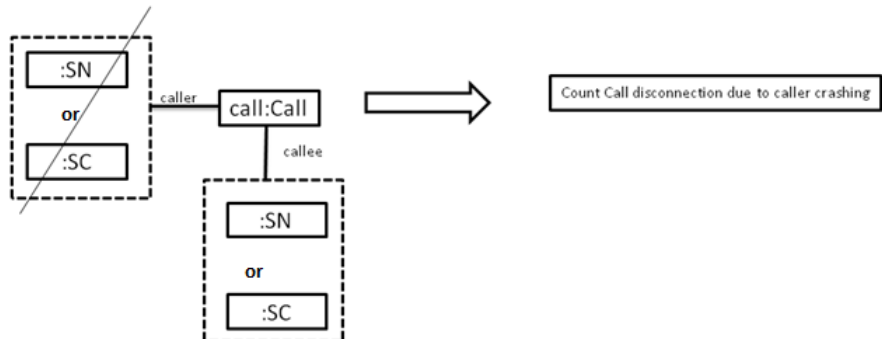 :SN
or
:SC
caller
call:Call
callee
:SN
or
:SC
Count Call disconnection due to caller crashing